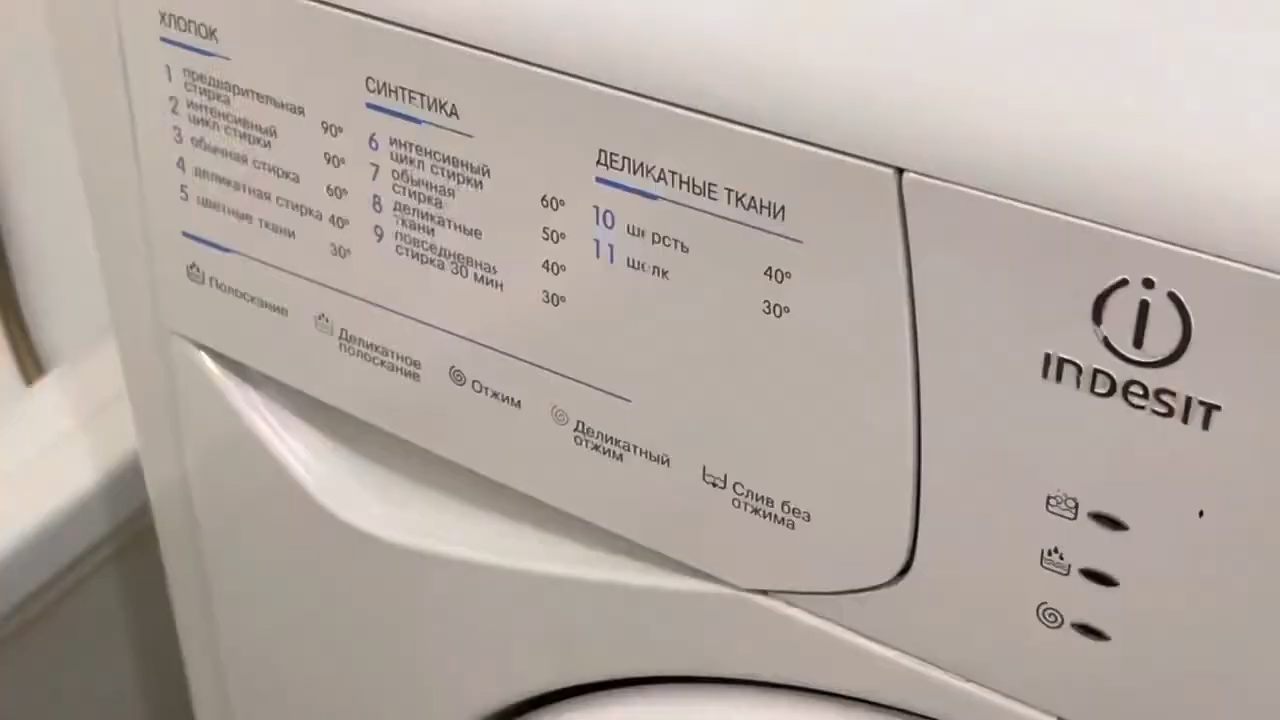 ХЛОПОК
1 предварительная
стирка 90°
2 интенсивный
цикл стирки 90°
3 обычная стирка 60°
4 деликатная стирка 40°
5 цветные ткани 30°
СИНТЕТИКА
6 интенсивный
цикл стирки 60°
7 обычная
стирка 50°
8 деликатные
ткани 40°
9 повседневная
стирка 30 мин 30°
ДЕЛИКАТНЫЕ ТКАНИ
10 шерсть 40°
11 шелк 30°
Полоскание
Деликатное
полоскание
Отжим
Деликатный
отжим
Слив без
отжима
INDESIT